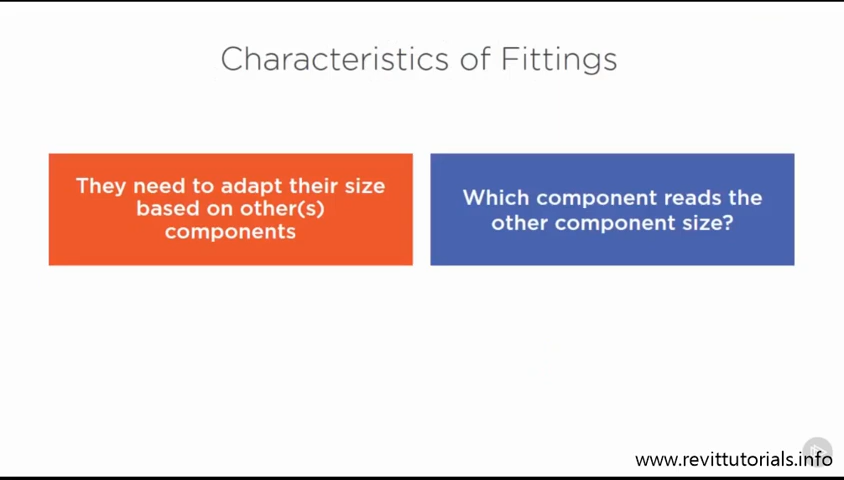 Characteristics of Fittings
They need to adapt their size
based on other(s)
components
Which component reads the
other component size?
www.revittutorials.info